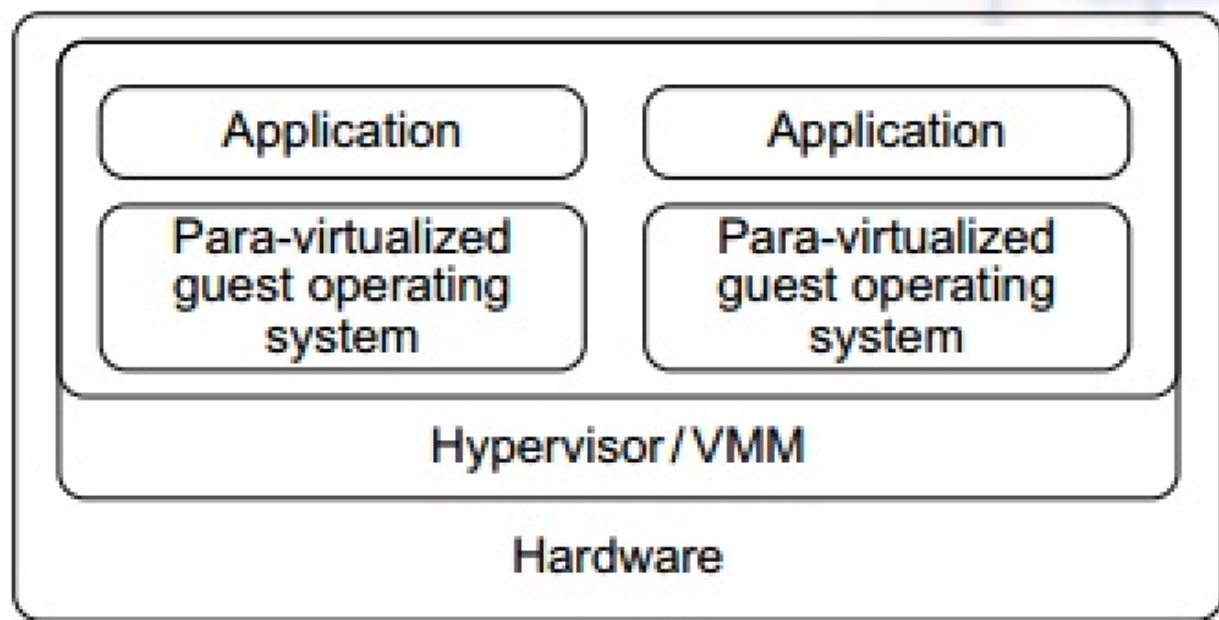 Application
Application
Para-virtualized
guest operating
system
Para-virtualized
guest operating
system
Hypervisor / VMM
Hardware